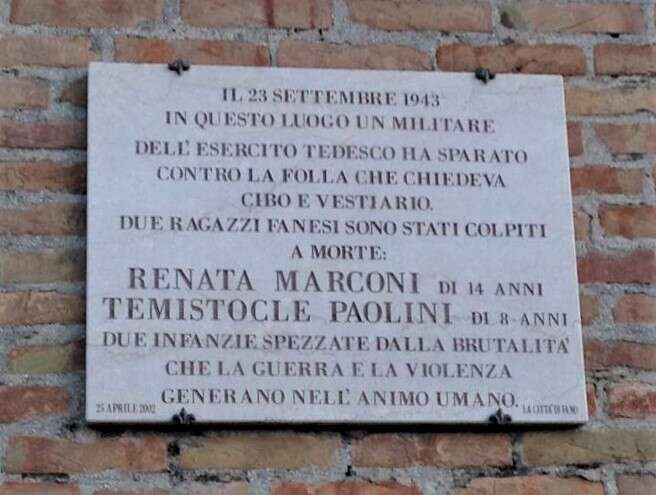 IL 23 SETTEMBRE 1943
IN QUESTO LUOGO UN MILITARE
DELL' ESERCITO TEDESCO HA SPARATO
CONTRO LA FOLLA CHE CHIEDEVA
CIBO E VESTIARIO.
DUE RAGAZZI FANESI SONO STATI COLPITI
A MORTE:
RENATA MARCONI DI 14 ANNI
TEMISTOCLE PAOLINI DI 8 ANNI
DUE INFANZIE SPEZZATE DALLA BRUTALITA'
CHE LA GUERRA E LA VIOLENZA
GENERANO NELL' ANIMO UMANO.
25 APRILE 2002 LA CITTA' DI FANO